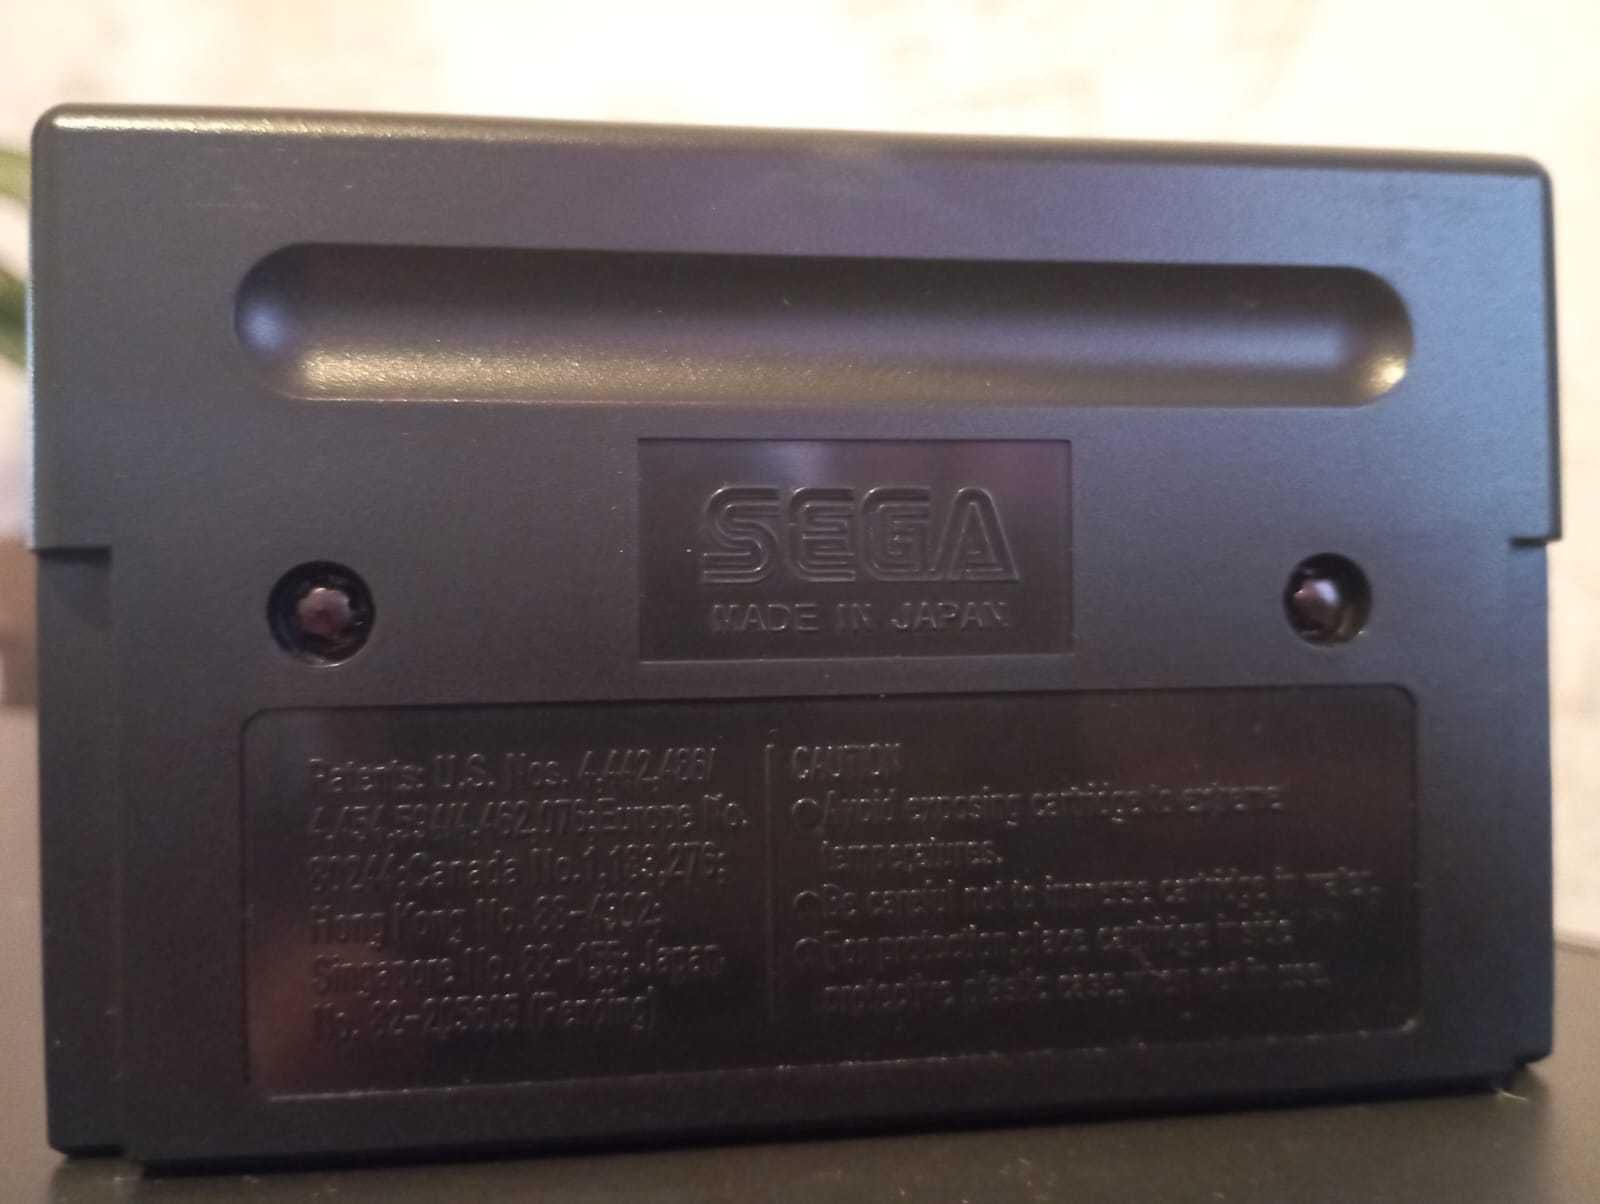 SEGA
MADE IN JAPAN
Patents: U.S. Nos. 4,442,486/
4,454,594/4,462,076; Europe No.
80244; Canada No. 1,183,276;
Hong Kong No. 88-4302;
Singapore No. 88-155; Japan
No. 82-205605 (Pending)
CAUTION
○Avoid exposing cartridge to extreme
temperatures.
○Be careful not to immerse cartridge in water.
○For protection, place cartridge inside
protective plastic case, when not in use.